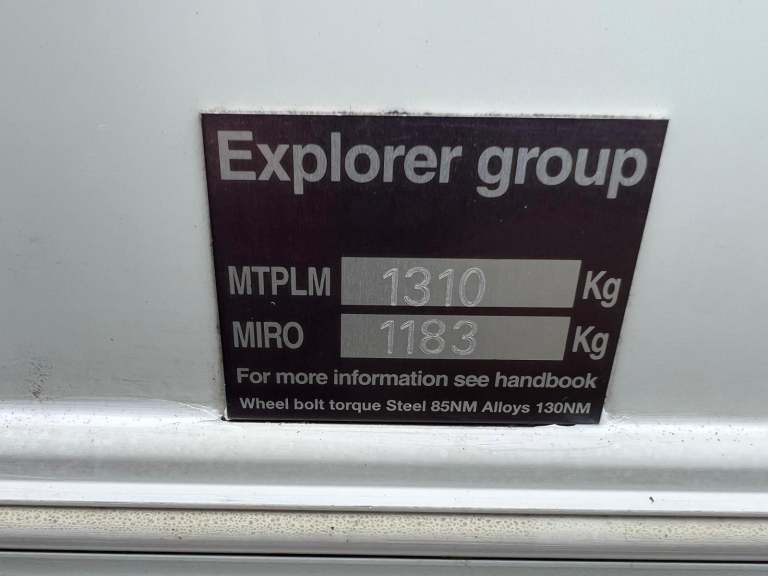 Explorer group
MTPLM 1310 Kg
MIRO 1183 Kg
For more information see handbook
Wheel bolt torque Steel 85NM Alloys 130NM